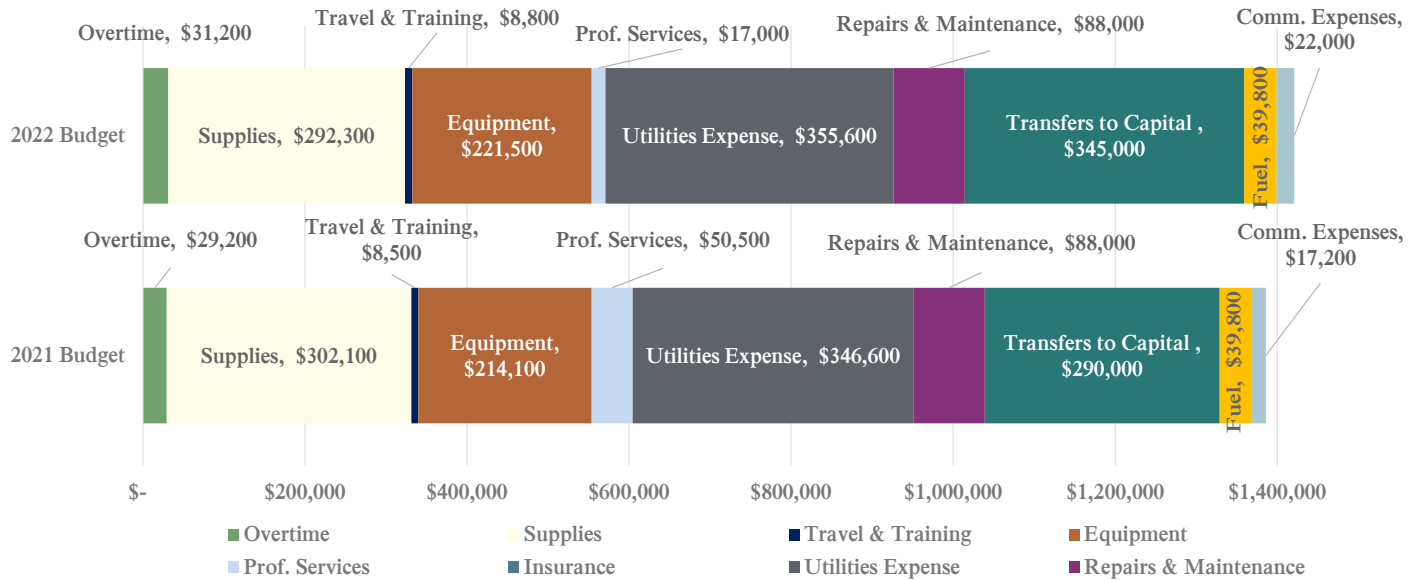 Overtime, $31,200
Travel & Training, $8,800
Prof. Services, $17,000
Repairs & Maintenance, $88,000
Comm. Expenses,
$22,000
2022 Budget
Supplies, $292,300
Equipment,
$221,500
Utilities Expense, $355,600
Transfers to Capital ,
$345,000
Fuel, $39,800
Overtime, $29,200
Travel & Training,
$8,500
Prof. Services, $50,500
Repairs & Maintenance, $88,000
Comm. Expenses,
$17,200
2021 Budget
Supplies, $302,100
Equipment,
$214,100
Utilities Expense, $346,600
Transfers to Capital ,
$290,000
Fuel, $39,800
$- $200,000 $400,000 $600,000 $800,000 $1,000,000 $1,200,000 $1,400,000
Overtime Supplies Travel & Training Equipment
Prof. Services Insurance Utilities Expense Repairs & Maintenance